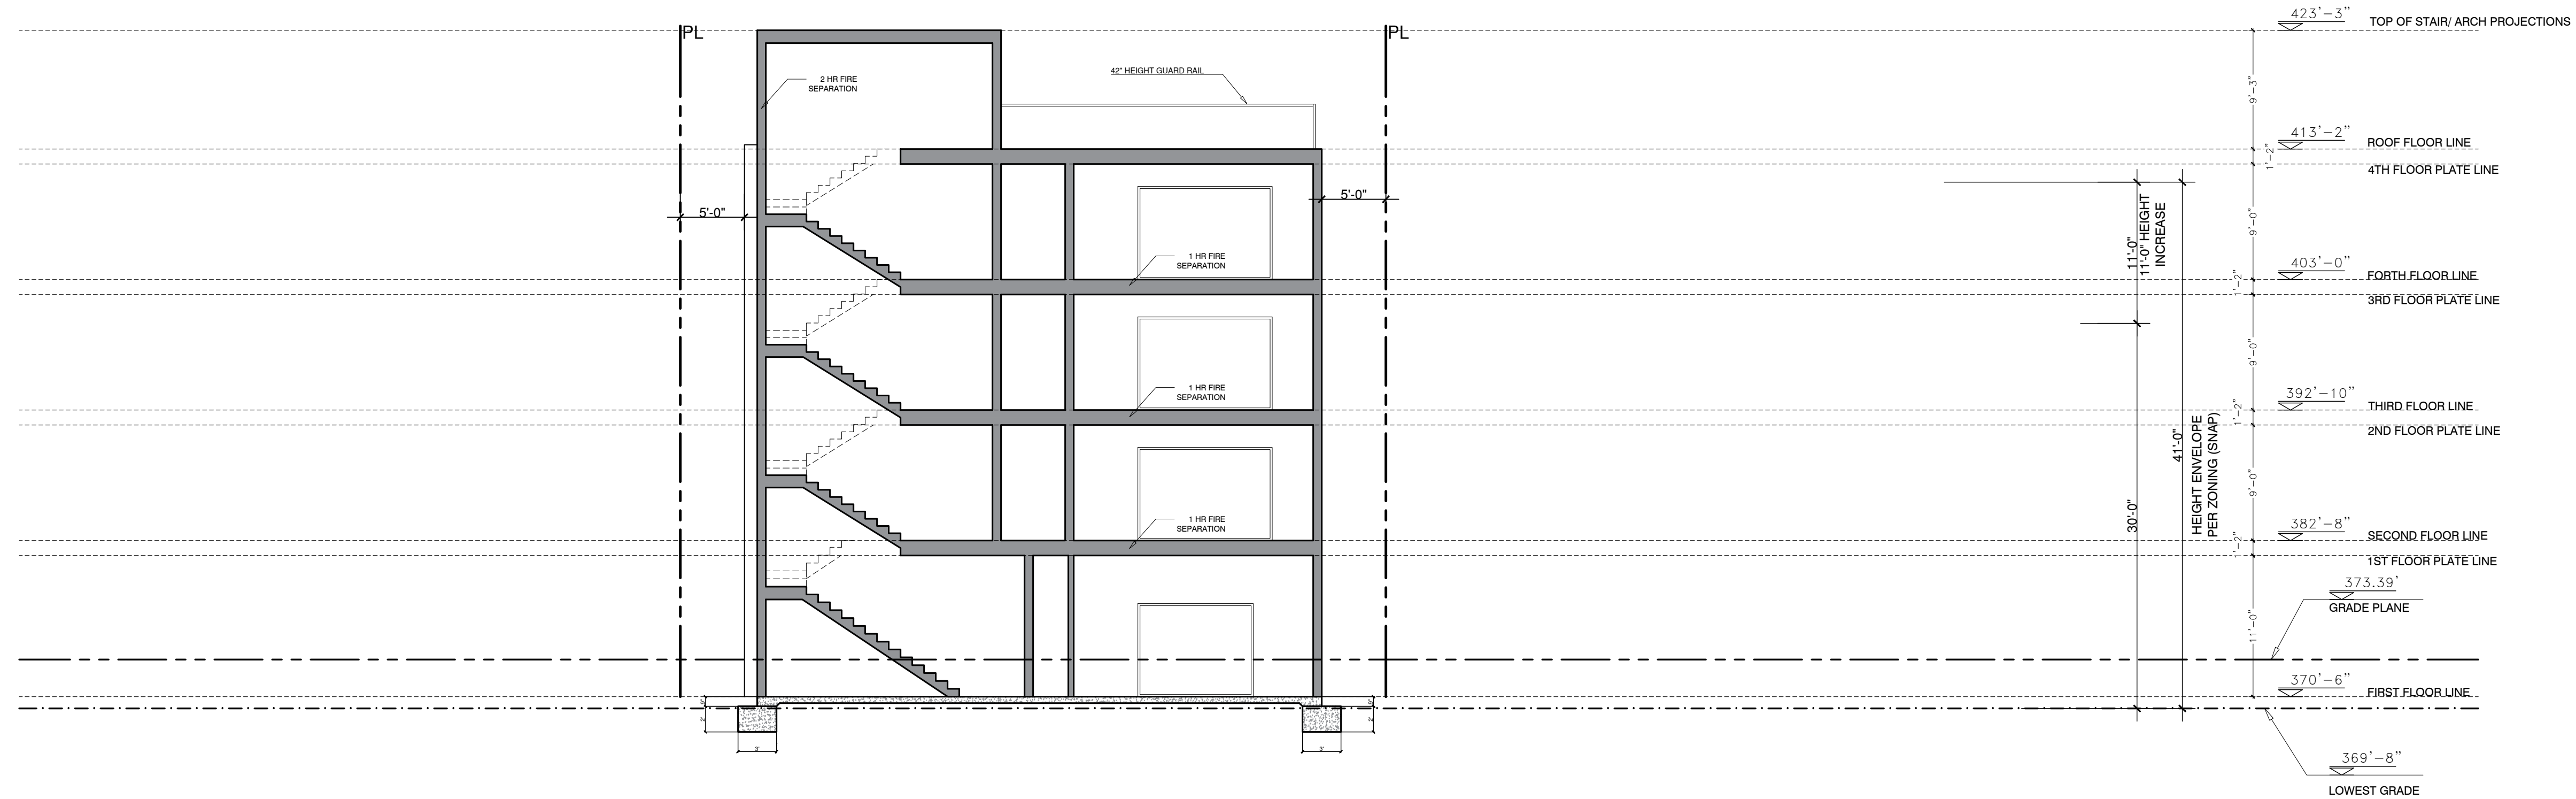 423'-3"
TOP OF STAIR/ ARCH PROJECTIONS
PL
PL
2 HR FIRE
SEPARATION
42" HEIGHT GUARD RAIL
9'-3"
413'-2"
ROOF FLOOR LINE
1'-2"
4TH FLOOR PLATE LINE
5'-0"
5'-0"
11'-0"
11'-0" HEIGHT
INCREASE
9'-0"
1 HR FIRE
SEPARATION
403'-0"
FORTH FLOOR LINE
1'-2"
3RD FLOOR PLATE LINE
9'-0"
1 HR FIRE
SEPARATION
392'-10"
THIRD FLOOR LINE
1'-2"
2ND FLOOR PLATE LINE
41'-0"
HEIGHT ENVELOPE
PER ZONING (SNAP)
9'-0"
30'-0"
1 HR FIRE
SEPARATION
382'-8"
SECOND FLOOR LINE
1'-2"
1ST FLOOR PLATE LINE
373.39'
GRADE PLANE
11'-0"
370'-6"
FIRST FLOOR LINE
2'
2'
3'
3'
369'-8"
LOWEST GRADE